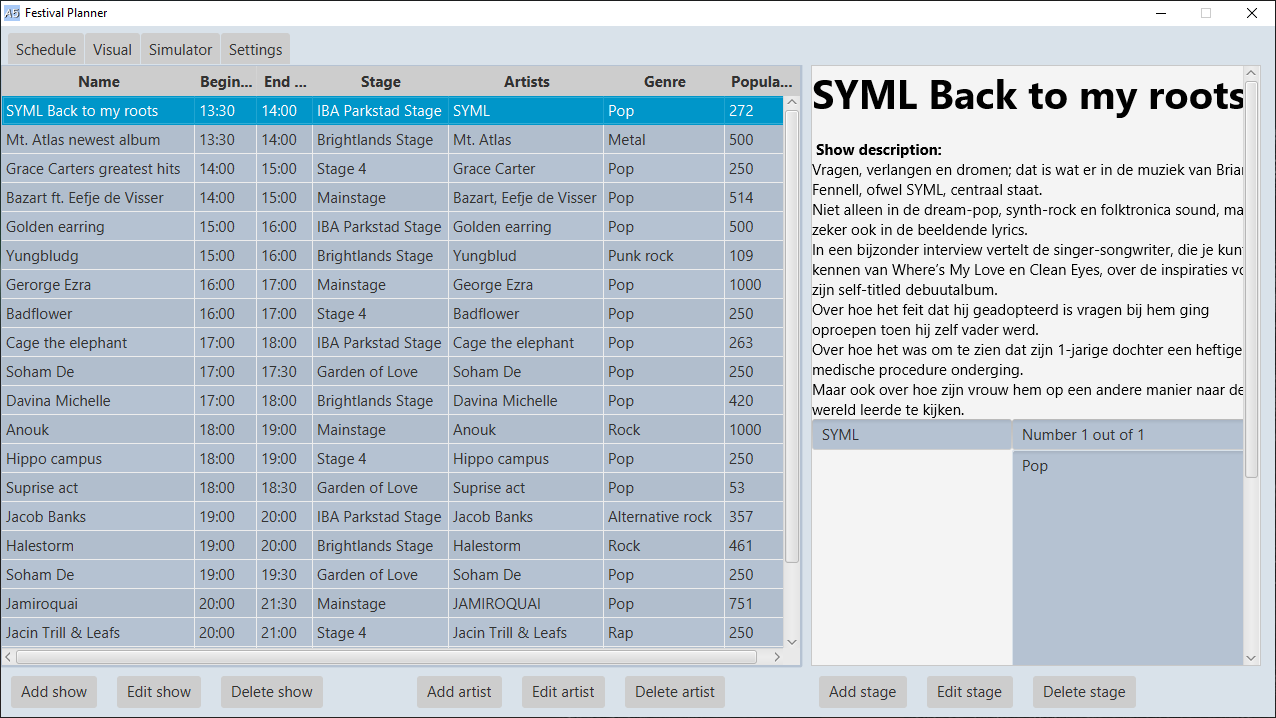 A5 Festival Planner
Schedule Visual Simulator Settings
Name Begin... End ... Stage Artists Genre Popula...
SYML Back to my roots 13:30 14:00 IBA Parkstad Stage SYML Pop 272
Mt. Atlas newest album 13:30 14:00 Brightlands Stage Mt. Atlas Metal 500
Grace Carters greatest hits 14:00 15:00 Stage 4 Grace Carter Pop 250
Bazart ft. Eefje de Visser 14:00 15:00 Mainstage Bazart, Eefje de Visser Pop 514
Golden earring 15:00 16:00 IBA Parkstad Stage Golden earring Pop 500
Yungbludg 15:00 16:00 Brightlands Stage Yungblud Punk rock 109
Gerorge Ezra 16:00 17:00 Mainstage George Ezra Pop 1000
Badflower 16:00 17:00 Stage 4 Badflower Pop 250
Cage the elephant 17:00 18:00 IBA Parkstad Stage Cage the elephant Pop 263
Soham De 17:00 17:30 Garden of Love Soham De Pop 250
Davina Michelle 17:00 18:00 Brightlands Stage Davina Michelle Pop 420
Anouk 18:00 19:00 Mainstage Anouk Rock 1000
Hippo campus 18:00 19:00 Stage 4 Hippo campus Pop 250
Suprise act 18:00 18:30 Garden of Love Suprise act Pop 53
Jacob Banks 19:00 20:00 IBA Parkstad Stage Jacob Banks Alternative rock 357
Halestorm 19:00 20:00 Brightlands Stage Halestorm Rock 461
Soham De 19:00 19:30 Garden of Love Soham De Pop 250
Jamiroquai 20:00 21:30 Mainstage JAMIROQUAI Pop 751
Jacin Trill & Leafs 20:00 21:00 Stage 4 Jacin Trill & Leafs Rap 250
SYML Back to my roots
Show description:
Vragen, verlangen en dromen; dat is wat er in de muziek van Brian
Fennell, ofwel SYML, centraal staat.
Niet alleen in de dream-pop, synth-rock en folktronica sound, ma
zeker ook in de beeldende lyrics.
In een bijzonder interview vertelt de singer-songwriter, die je kun
kennen van Where’s My Love en Clean Eyes, over de inspiraties vo
zijn self-titled debuutalbum.
Over hoe het feit dat hij geadopteerd is vragen bij hem ging
oproepen toen hij zelf vader werd.
Over hoe het was om te zien dat zijn 1-jarige dochter een heftige
medische procedure onderging.
Maar ook over hoe zijn vrouw hem op een andere manier naar de
wereld leerde te kijken.
SYML Number 1 out of 1
Pop
Add show Edit show Delete show Add artist Edit artist Delete artist Add stage Edit stage Delete stage